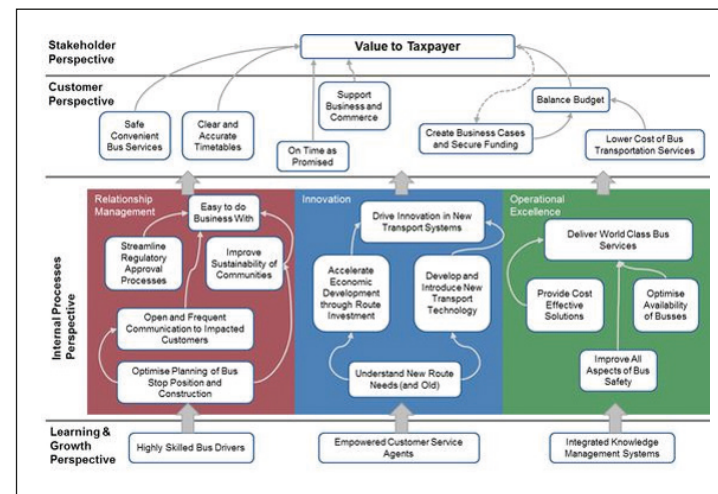 Stakeholder
Perspective
Value to Taxpayer
Customer
Perspective
Safe
Convenient
Bus Services
Clear and
Accurate
Timetables
On Time as
Promised
Support
Business and
Commerce
Create Business Cases
and Secure Funding
Balance Budget
Lower Cost of Bus
Transportation Services
Internal Processes
Perspective
Relationship
Management
Easy to do
Business With
Streamline
Regulatory
Approval
Processes
Improve
Sustainability of
Communities
Open and Frequent
Communication to Impacted
Customers
Optimise Planning of Bus
Stop Position and
Construction
Innovation
Drive Innovation in New
Transport Systems
Accelerate
Economic
Development
through Route
Investment
Develop and
Introduce New
Transport
Technology
Understand New Route
Needs (and Old)
Operational
Excellence
Deliver World Class Bus
Services
Provide Cost
Effective
Solutions
Optimise
Availability
of Busses
Improve All
Aspects of Bus
Safety
Learning &
Growth
Perspective
Highly Skilled Bus Drivers
Empowered Customer Service
Agents
Integrated Knowledge
Management Systems